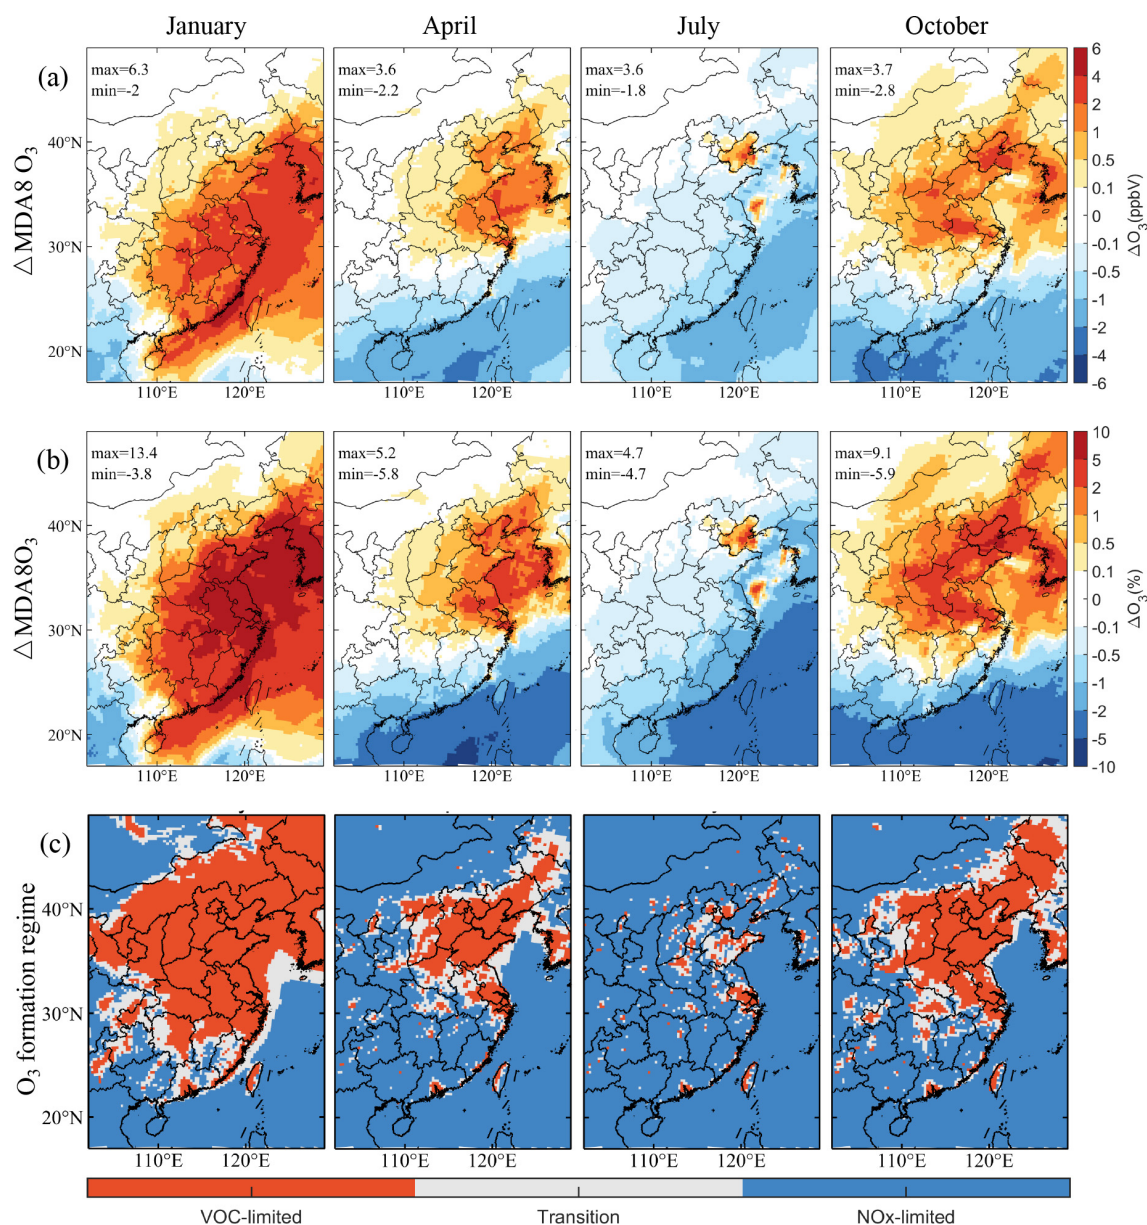 January April July October
(a)
△MDA8 O₃
max=6.3
min=-2
max=3.6
min=-2.2
max=3.6
min=-1.8
max=3.7
min=-2.8
40°N
30°N
20°N
110°E 120°E 110°E 120°E 110°E 120°E 110°E 120°E
6
4
2
1
0.5
0.1
0
-0.1
-0.5
-1
-2
-4
-6
ΔO₃(ppbV)
(b)
△MDA8O₃
max=13.4
min=-3.8
max=5.2
min=-5.8
max=4.7
min=-4.7
max=9.1
min=-5.9
40°N
30°N
20°N
110°E 120°E 110°E 120°E 110°E 120°E 110°E 120°E
10
5
2
1
0.5
0.1
0
-0.1
-0.5
-1
-2
-5
-10
ΔO₃(%)
(c)
O₃ formation regime
40°N
30°N
20°N
110°E 120°E 110°E 120°E 110°E 120°E 110°E 120°E
VOC-limited Transition NOx-limited